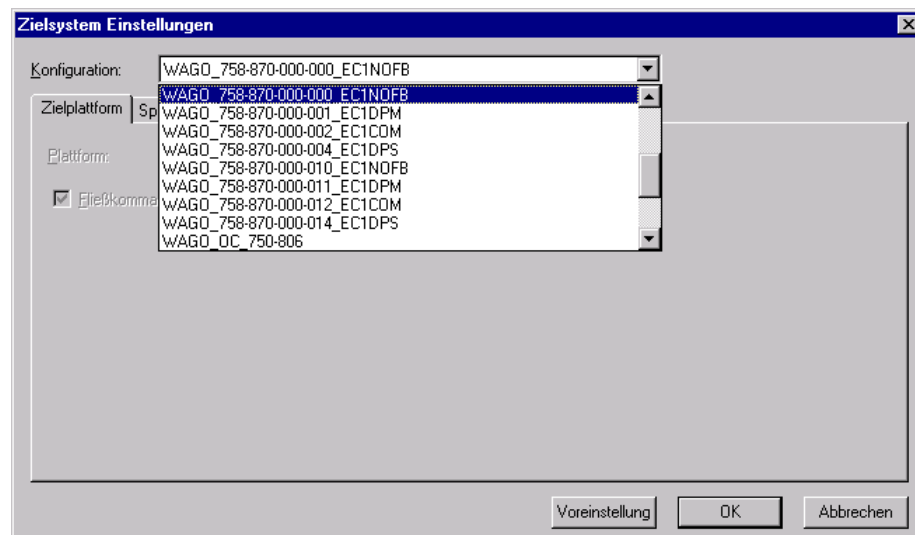 Zielsystem Einstellungen
Konfiguration: WAGO_758-870-000-000_EC1NOFB
WAGO_758-870-000-000_EC1NOFB
Zielplattform Sp
WAGO_758-870-000-001_EC1DPM
WAGO_758-870-000-002_EC1COM
Plattform:
WAGO_758-870-000-004_EC1DPS
WAGO_758-870-000-010_EC1NOFB
WAGO_758-870-000-011_EC1DPM
Fließkomma
WAGO_758-870-000-012_EC1COM
WAGO_758-870-000-014_EC1DPS
WAGO_OC_750-806
Voreinstellung OK Abbrechen